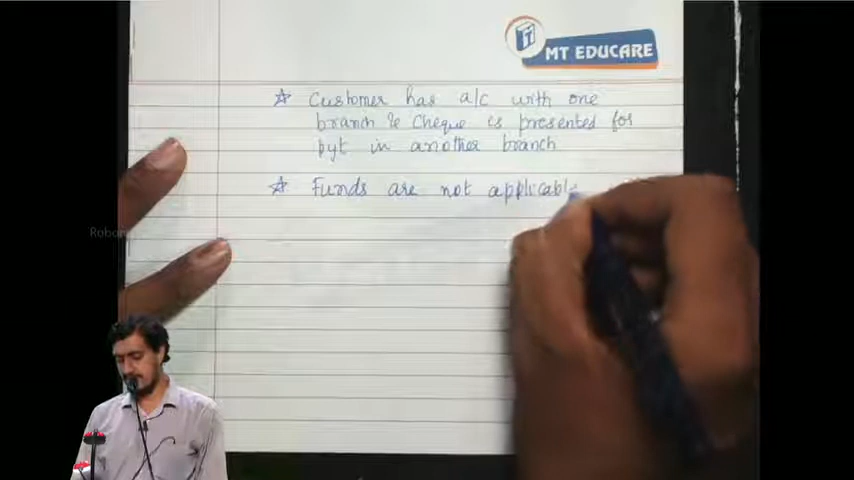 MT EDUCARE
☆ Customer has a/c with one
branch & cheque is presented for
pyt in another branch
☆ Funds are not applicable